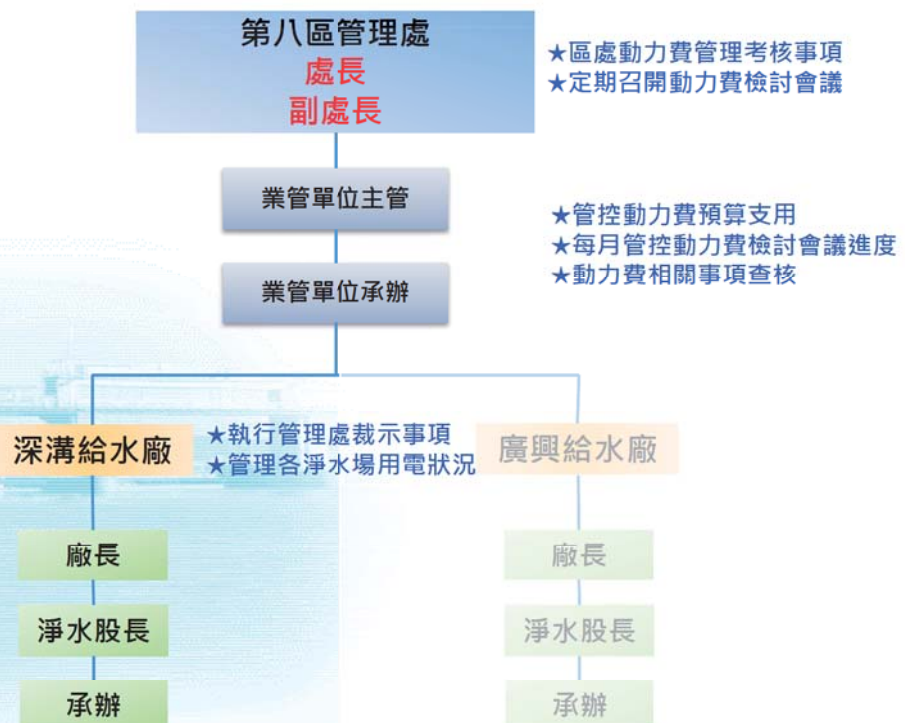 第八區管理處
處長
副處長
★區處動力費管理考核事項
★定期召開動力費檢討會議
業管單位主管
業管單位承辦
★管控動力費預算支用
★每月管控動力費檢討會議進度
★動力費相關事項查核
深溝給水廠
★執行管理處裁示事項
★管理各淨水場用電狀況
廣興給水廠
廠長
淨水股長
承辦
廠長
淨水股長
承辦